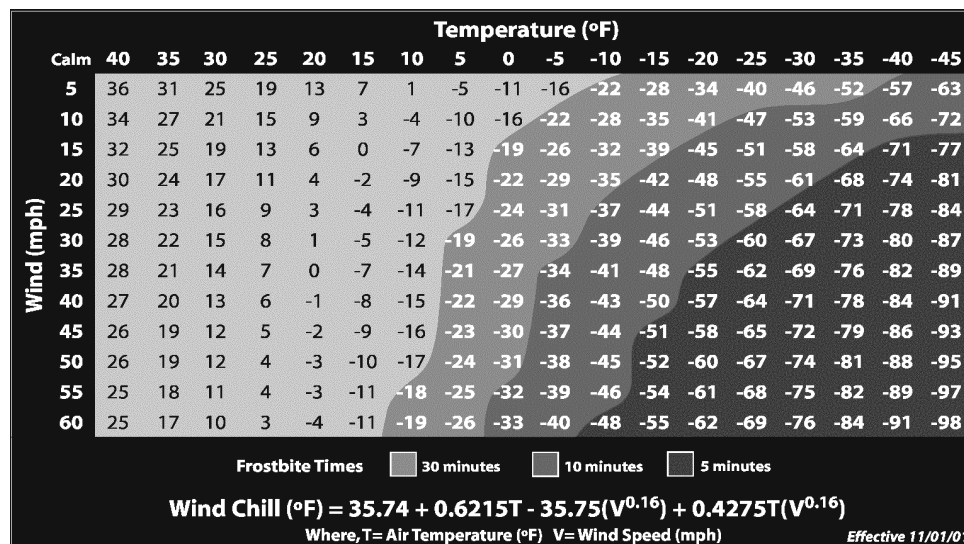 Temperature (ºF)
Calm 40 35 30 25 20 15 10 5 0 -5 -10 -15 -20 -25 -30 -35 -40 -45
Wind (mph)
5 36 31 25 19 13 7 1 -5 -11 -16 -22 -28 -34 -40 -46 -52 -57 -63
10 34 27 21 15 9 3 -4 -10 -16 -22 -28 -35 -41 -47 -53 -59 -66 -72
15 32 25 19 13 6 0 -7 -13 -19 -26 -32 -39 -45 -51 -58 -64 -71 -77
20 30 24 17 11 4 -2 -9 -15 -22 -29 -35 -42 -48 -55 -61 -68 -74 -81
25 29 23 16 9 3 -4 -11 -17 -24 -31 -37 -44 -51 -58 -64 -71 -78 -84
30 28 22 15 8 1 -5 -12 -19 -26 -33 -39 -46 -53 -60 -67 -73 -80 -87
35 28 21 14 7 0 -7 -14 -21 -27 -34 -41 -48 -55 -62 -69 -76 -82 -89
40 27 20 13 6 -1 -8 -15 -22 -29 -36 -43 -50 -57 -64 -71 -78 -84 -91
45 26 19 12 5 -2 -9 -16 -23 -30 -37 -44 -51 -58 -65 -72 -79 -86 -93
50 26 19 12 4 -3 -10 -17 -24 -31 -38 -45 -52 -60 -67 -74 -81 -88 -95
55 25 18 11 4 -3 -11 -18 -25 -32 -39 -46 -54 -61 -68 -75 -82 -89 -97
60 25 17 10 3 -4 -11 -19 -26 -33 -40 -48 -55 -62 -69 -76 -84 -91 -98
Frostbite Times 30 minutes 10 minutes 5 minutes
Wind Chill (ºF) = 35.74 + 0.6215T - 35.75(V^0.16) + 0.4275T(V^0.16)
Where, T= Air Temperature (ºF) V= Wind Speed (mph) Effective 11/01/01